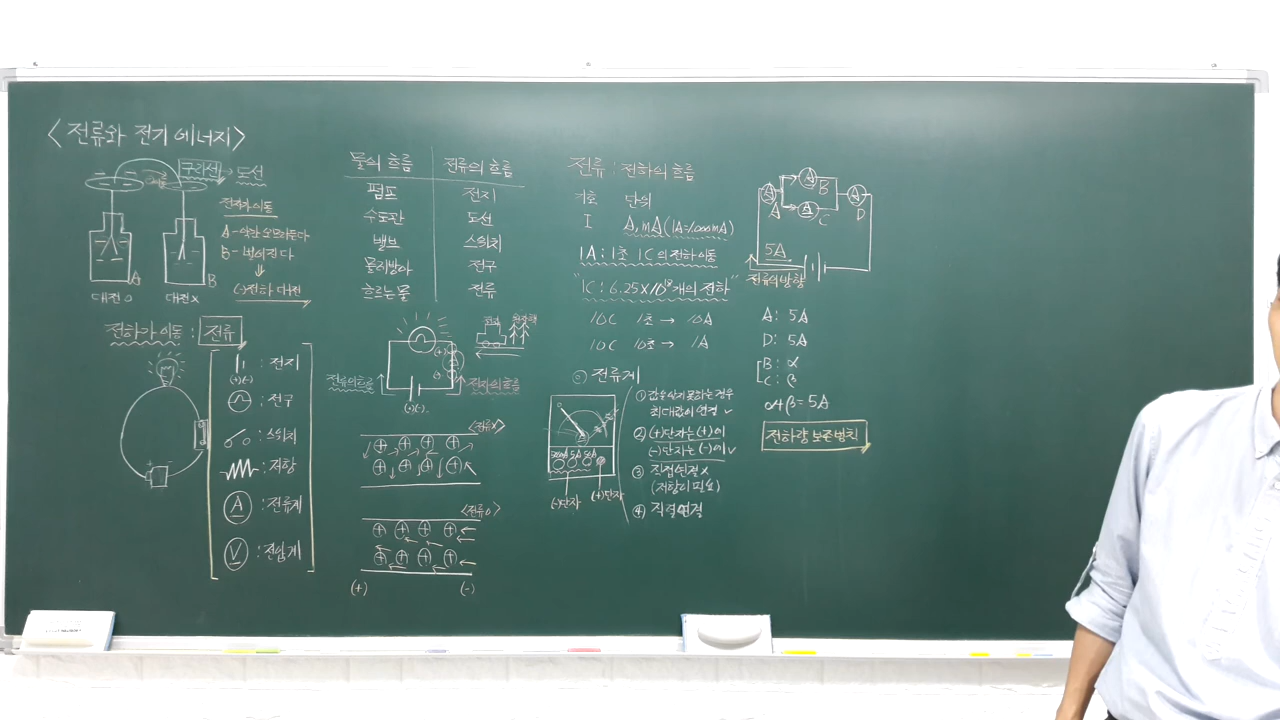 <전류와 전기 에너지>
구리선 → 도선
전자가 이동
A - 약간 오므라든다
B - 벌어진다
↓
(-)전하 대전
A
B
대전 O
대전 X
전하가 이동 : 전류
: 전지
(+)(-)
: 전구
: 스위치
: 저항
A : 전류계
V : 전압계
물의 흐름 전류의 흐름
펌프 전지
수도관 도선
밸브 스위치
물레방아 전구
흐르는 물 전류
전류의 흐름
전자의 흐름
(+)(-)
전자
원자핵
<전류X>
<전류O>
(+) (-)
전류 : 전하의 흐름
기호 단위
I A, mA (1A=1,000mA)
1A : 1초 1C의 전하 이동
"1C : 6.25×10¹⁸개의 전하"
10C 1초 → 10A
10C 10초 → 1A
◎ 전류계
500mA 5A 50A
(-)단자
(+)단자
① 값을 알지 못하는 경우
최대값이 연결 ✓
② (+)단자는 (+)에
(-)단자는 (-)에 ✓
③ 직접연결 X
(저항이 필요)
④ 직렬연결
A
B
A
A
A
A
C
D
5A
전류의 방향
A : 5A
D : 5A
B : α
C : β
α+β=5A
전하량 보존 법칙